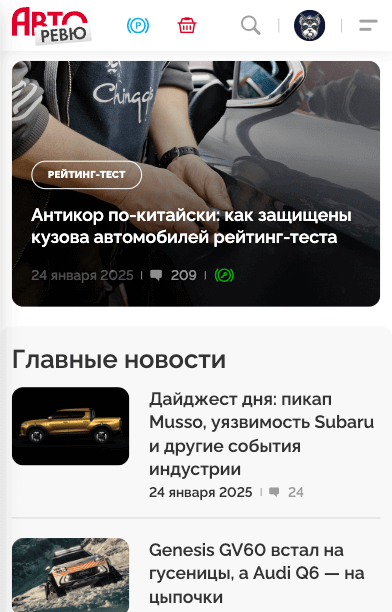 АВТО
РЕВЮ
Р
Chingo
РЕЙТИНГ-ТЕСТ
Антикор по-китайски: как защищены
кузова автомобилей рейтинг-теста
24 января 2025
209
Главные новости
Дайджест дня: пикап
Musso, уязвимость Subaru
и другие события
индустрии
24 января 2025
24
Genesis GV60 встал на
гусеницы, а Audi Q6 — на
цыпочки